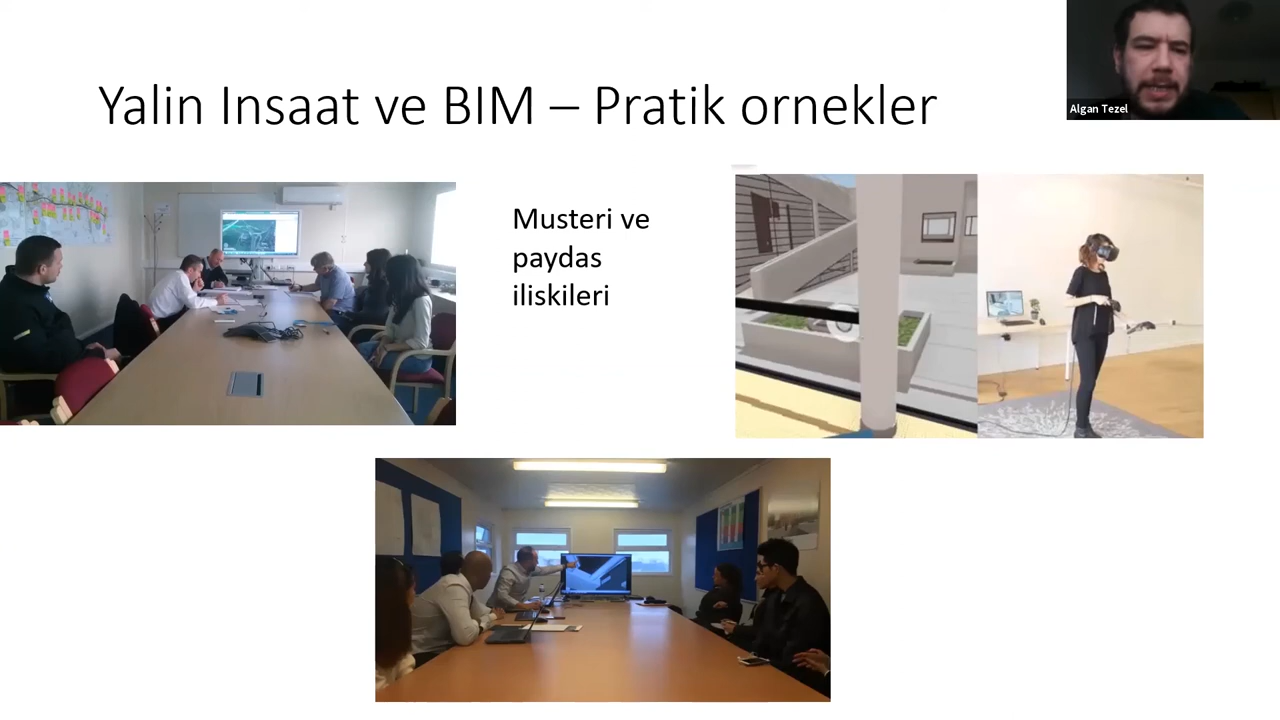 Yalin Insaat ve BIM – Pratik ornekler
Algan Tezel
Musteri ve
paydas
iliskileri